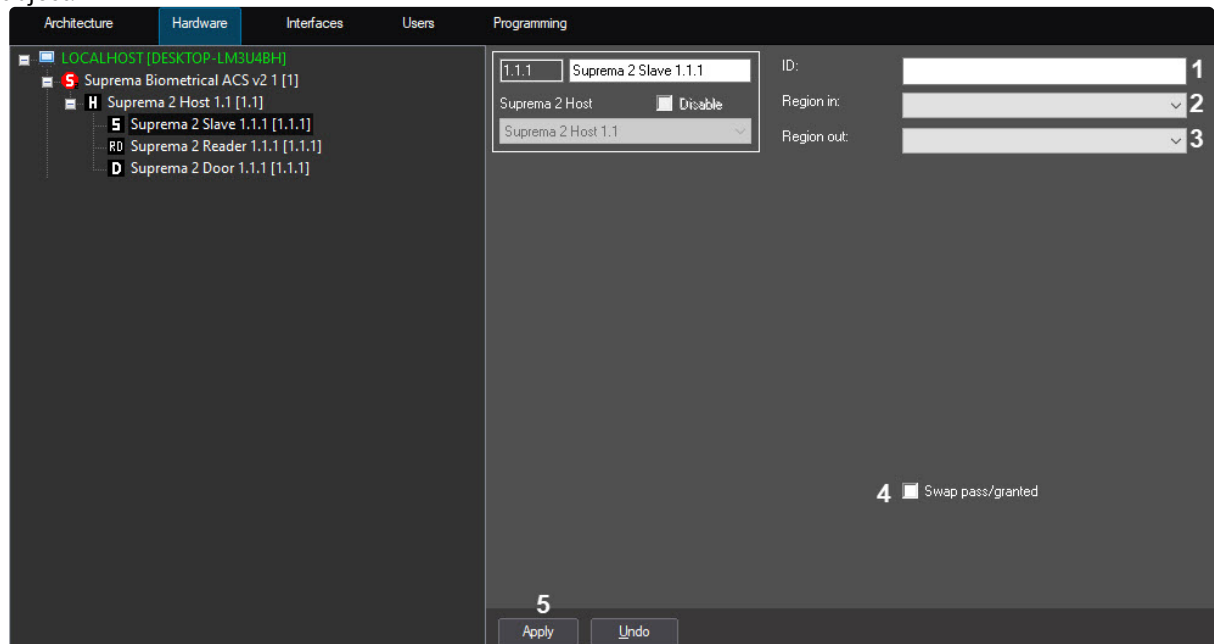 Architecture Hardware Interfaces Users Programming
LOCALHOST [DESKTOP-LM3U4BH]
Suprema Biometrical ACS v2 1 [1]
H Suprema 2 Host 1.1 [1.1]
S Suprema 2 Slave 1.1.1 [1.1.1]
RD Suprema 2 Reader 1.1.1 [1.1.1]
D Suprema 2 Door 1.1.1 [1.1.1]
1.1.1 Suprema 2 Slave 1.1.1
Suprema 2 Host Disable
Suprema 2 Host 1.1
ID: 1
Region in: 2
Region out: 3
4 Swap pass/granted
5
Apply Undo